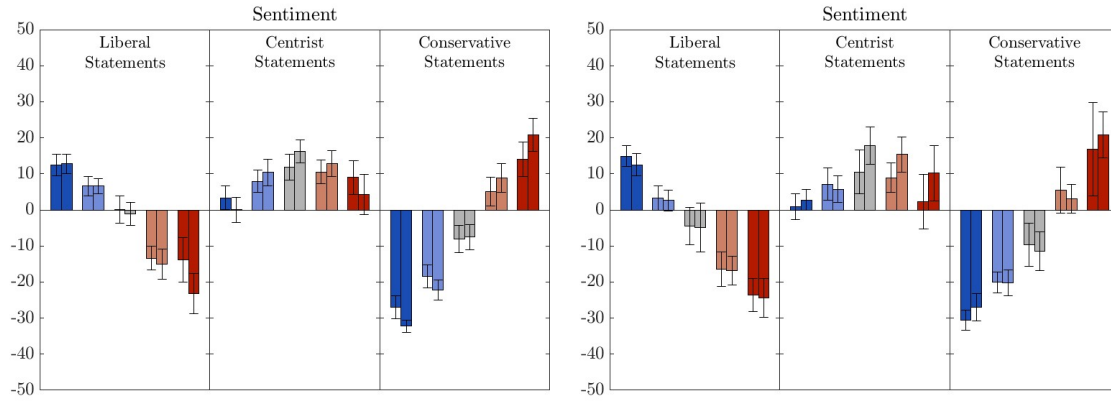 Sentiment
Liberal
Statements
Centrist
Statements
Conservative
Statements
50
40
30
20
10
0
-10
-20
-30
-40
-50
Sentiment
Liberal
Statements
Centrist
Statements
Conservative
Statements
50
40
30
20
10
0
-10
-20
-30
-40
-50